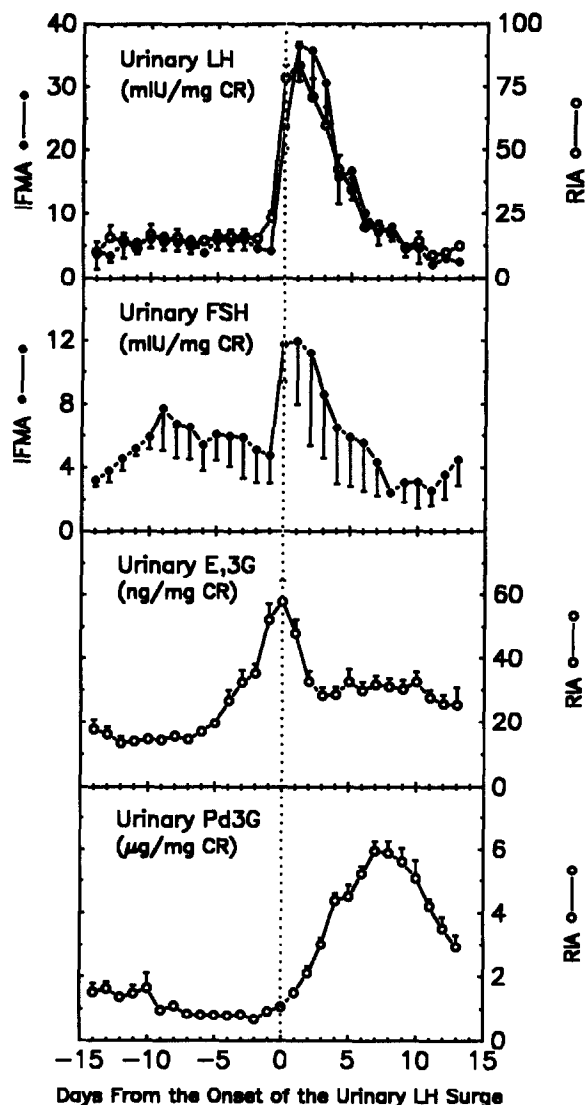 40
30
20
10
5
0
IFMA
Urinary LH
(mIU/mg CR)
100
75
50
25
0
RIA
12
8
4
0
IFMA
Urinary FSH
(mIU/mg CR)
Urinary E,3G
(ng/mg CR)
60
40
20
0
RIA
Urinary Pd3G
(μg/mg CR)
6
4
2
0
RIA
-15 -10 -5 0 5 10 15
Days From the Onset of the Urinary LH Surge